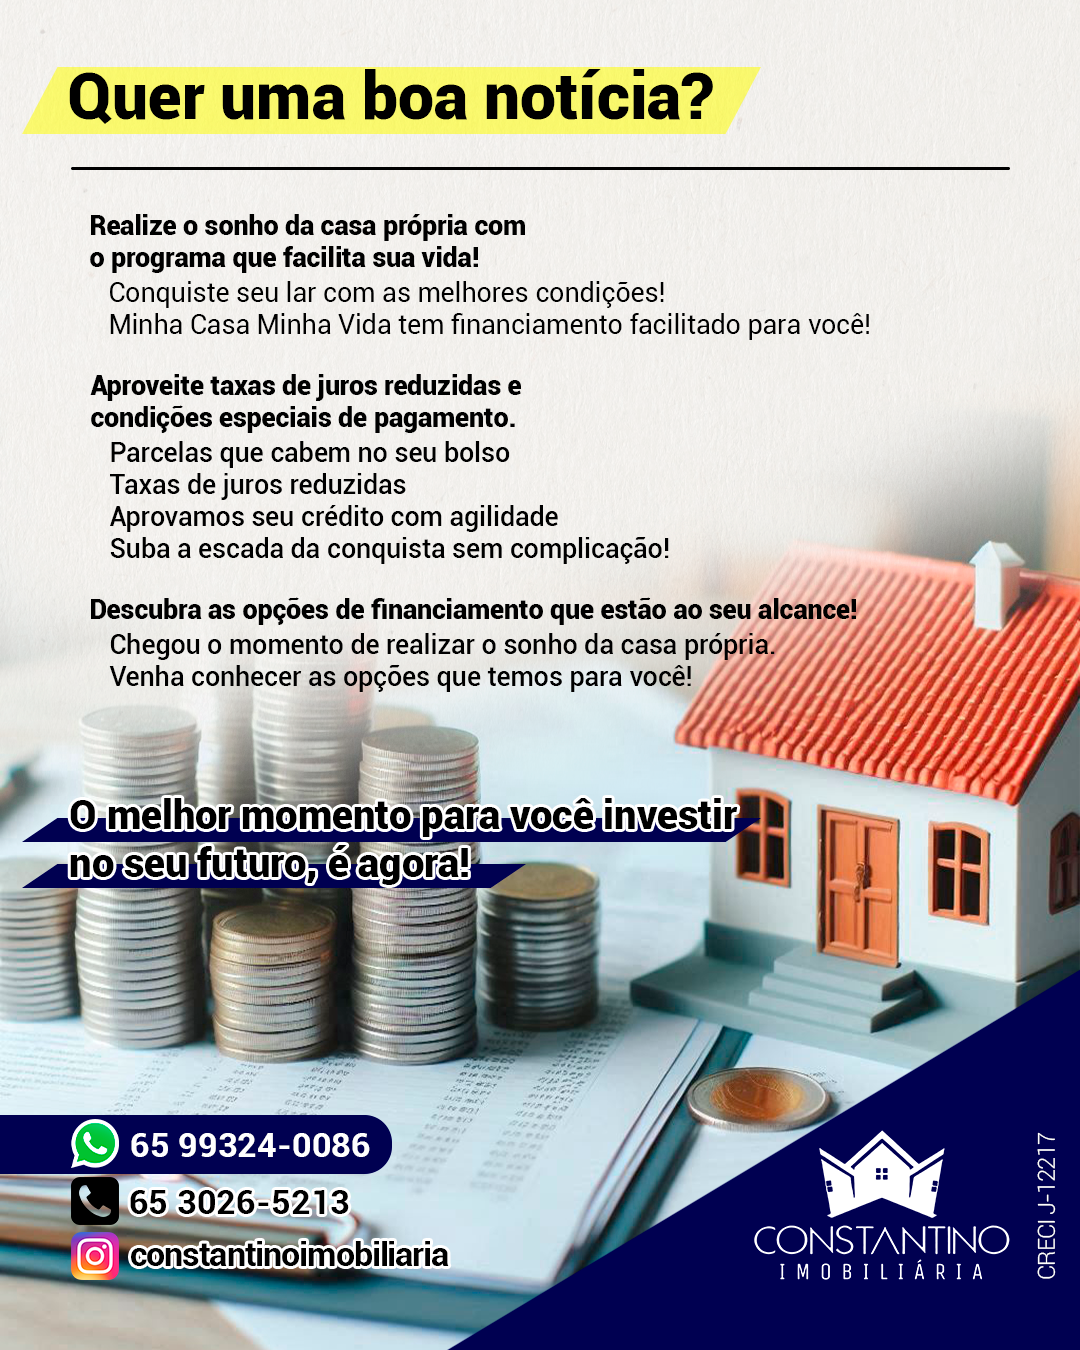 Quer uma boa notícia?
Realize o sonho da casa própria com
o programa que facilita sua vida!
Conquiste seu lar com as melhores condições!
Minha Casa Minha Vida tem financiamento facilitado para você!
Aproveite taxas de juros reduzidas e
condições especiais de pagamento.
Parcelas que cabem no seu bolso
Taxas de juros reduzidas
Aprovamos seu crédito com agilidade
Suba a escada da conquista sem complicação!
Descubra as opções de financiamento que estão ao seu alcance!
Chegou o momento de realizar o sonho da casa própria.
Venha conhecer as opções que temos para você!
O melhor momento para você investir
no seu futuro, é agora!
65 99324-0086
65 3026-5213
constantinoimobiliaria
CONSTANTINO
IMOBILIÁRIA
CRECI J-12217